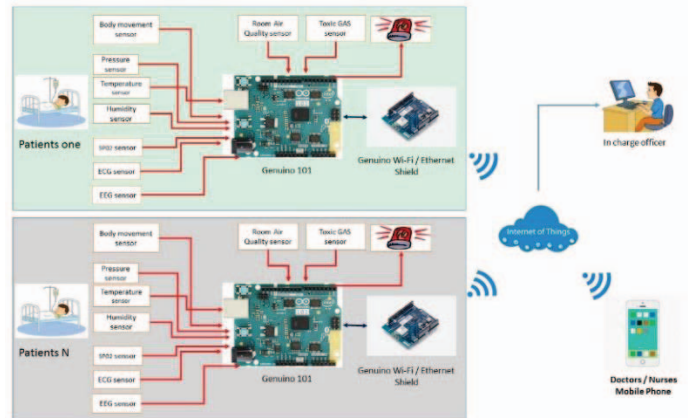 Body movement
sensor
Pressure
sensor
Temperature
sensor
Humidity
sensor
SPO2 sensor
ECG sensor
EEG sensor
Patients one
Room Air
Quality sensor
Toxic GAS
sensor
Genuino 101
Genuino Wi-Fi / Ethernet
Shield
Body movement
sensor
Pressure
sensor
Temperature
sensor
Humidity
sensor
SPO2 sensor
ECG sensor
EEG sensor
Patients N
Room Air
Quality sensor
Toxic GAS
sensor
Genuino 101
Genuino Wi-Fi / Ethernet
Shield
In charge officer
Internet of Things
Doctors / Nurses
Mobile Phone